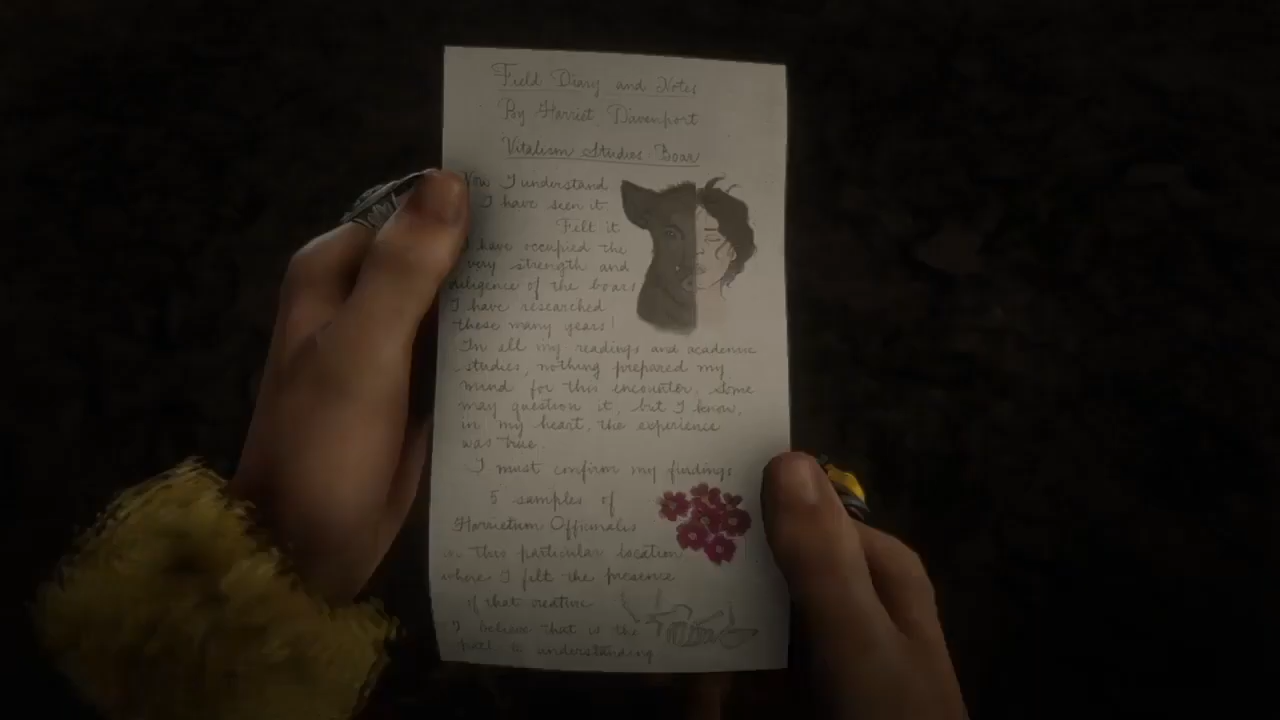 Field Diary and Notes
By Harriet Davenport
Vitalism Studies: Boar
Now I understand
I have seen it
Felt it
I have occupied the
very strength and
diligence of the boars
I have researched
these many years!
In all my readings and academic
studies, nothing prepared my
mind for this encounter. Some
may question it, but I know,
in my heart, the experience
was true.
I must confirm my findings
5 samples of
Harrietum Officinalis
in this particular location
where I felt the presence
of that creature
I believe that is the
path to understanding